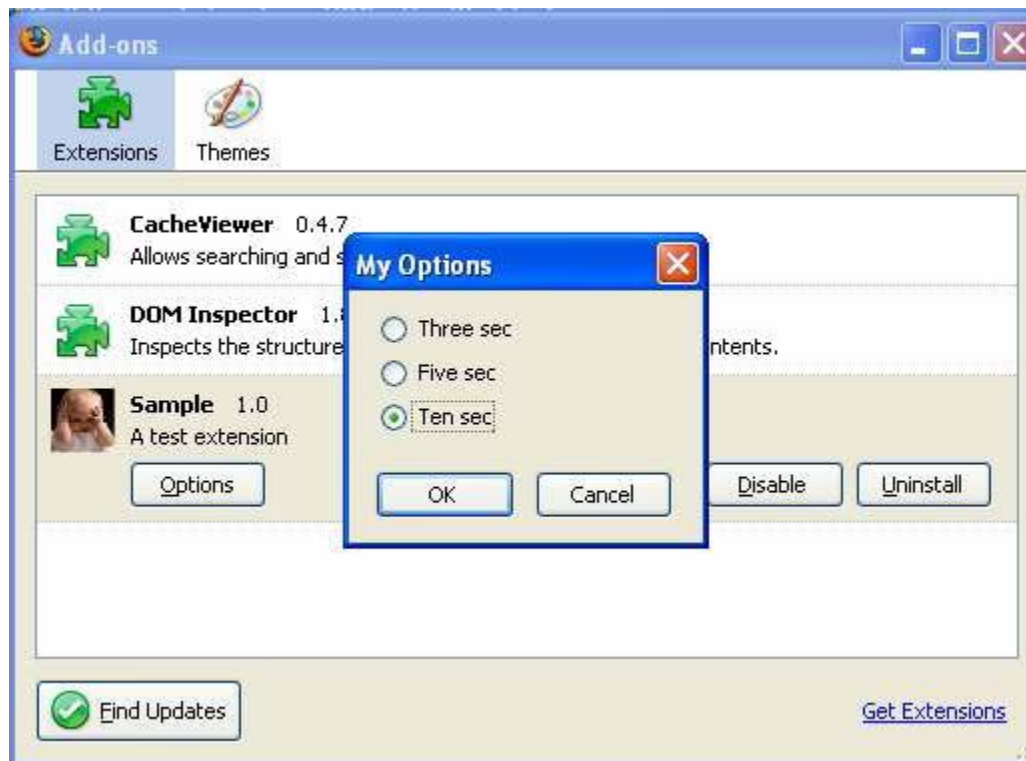 Add-ons
Extensions Themes
CacheViewer 0.4.7
Allows searching and
DOM Inspector
Inspects the structure ntents.
Sample 1.0
A test extension
Options Disable Uninstall
My Options
Three sec
Five sec
Ten sec
OK Cancel
Find Updates Get Extensions